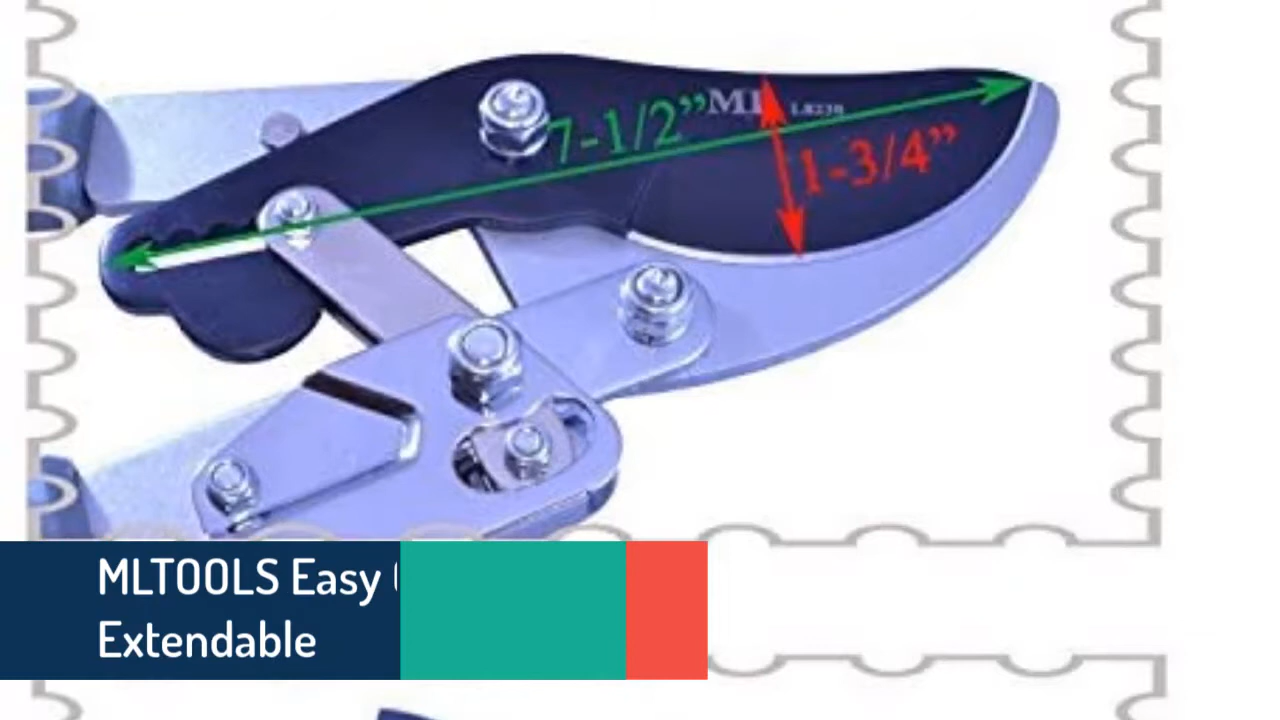 7-1/2”
1-3/4”
MLTOOLS Easy
Extendable